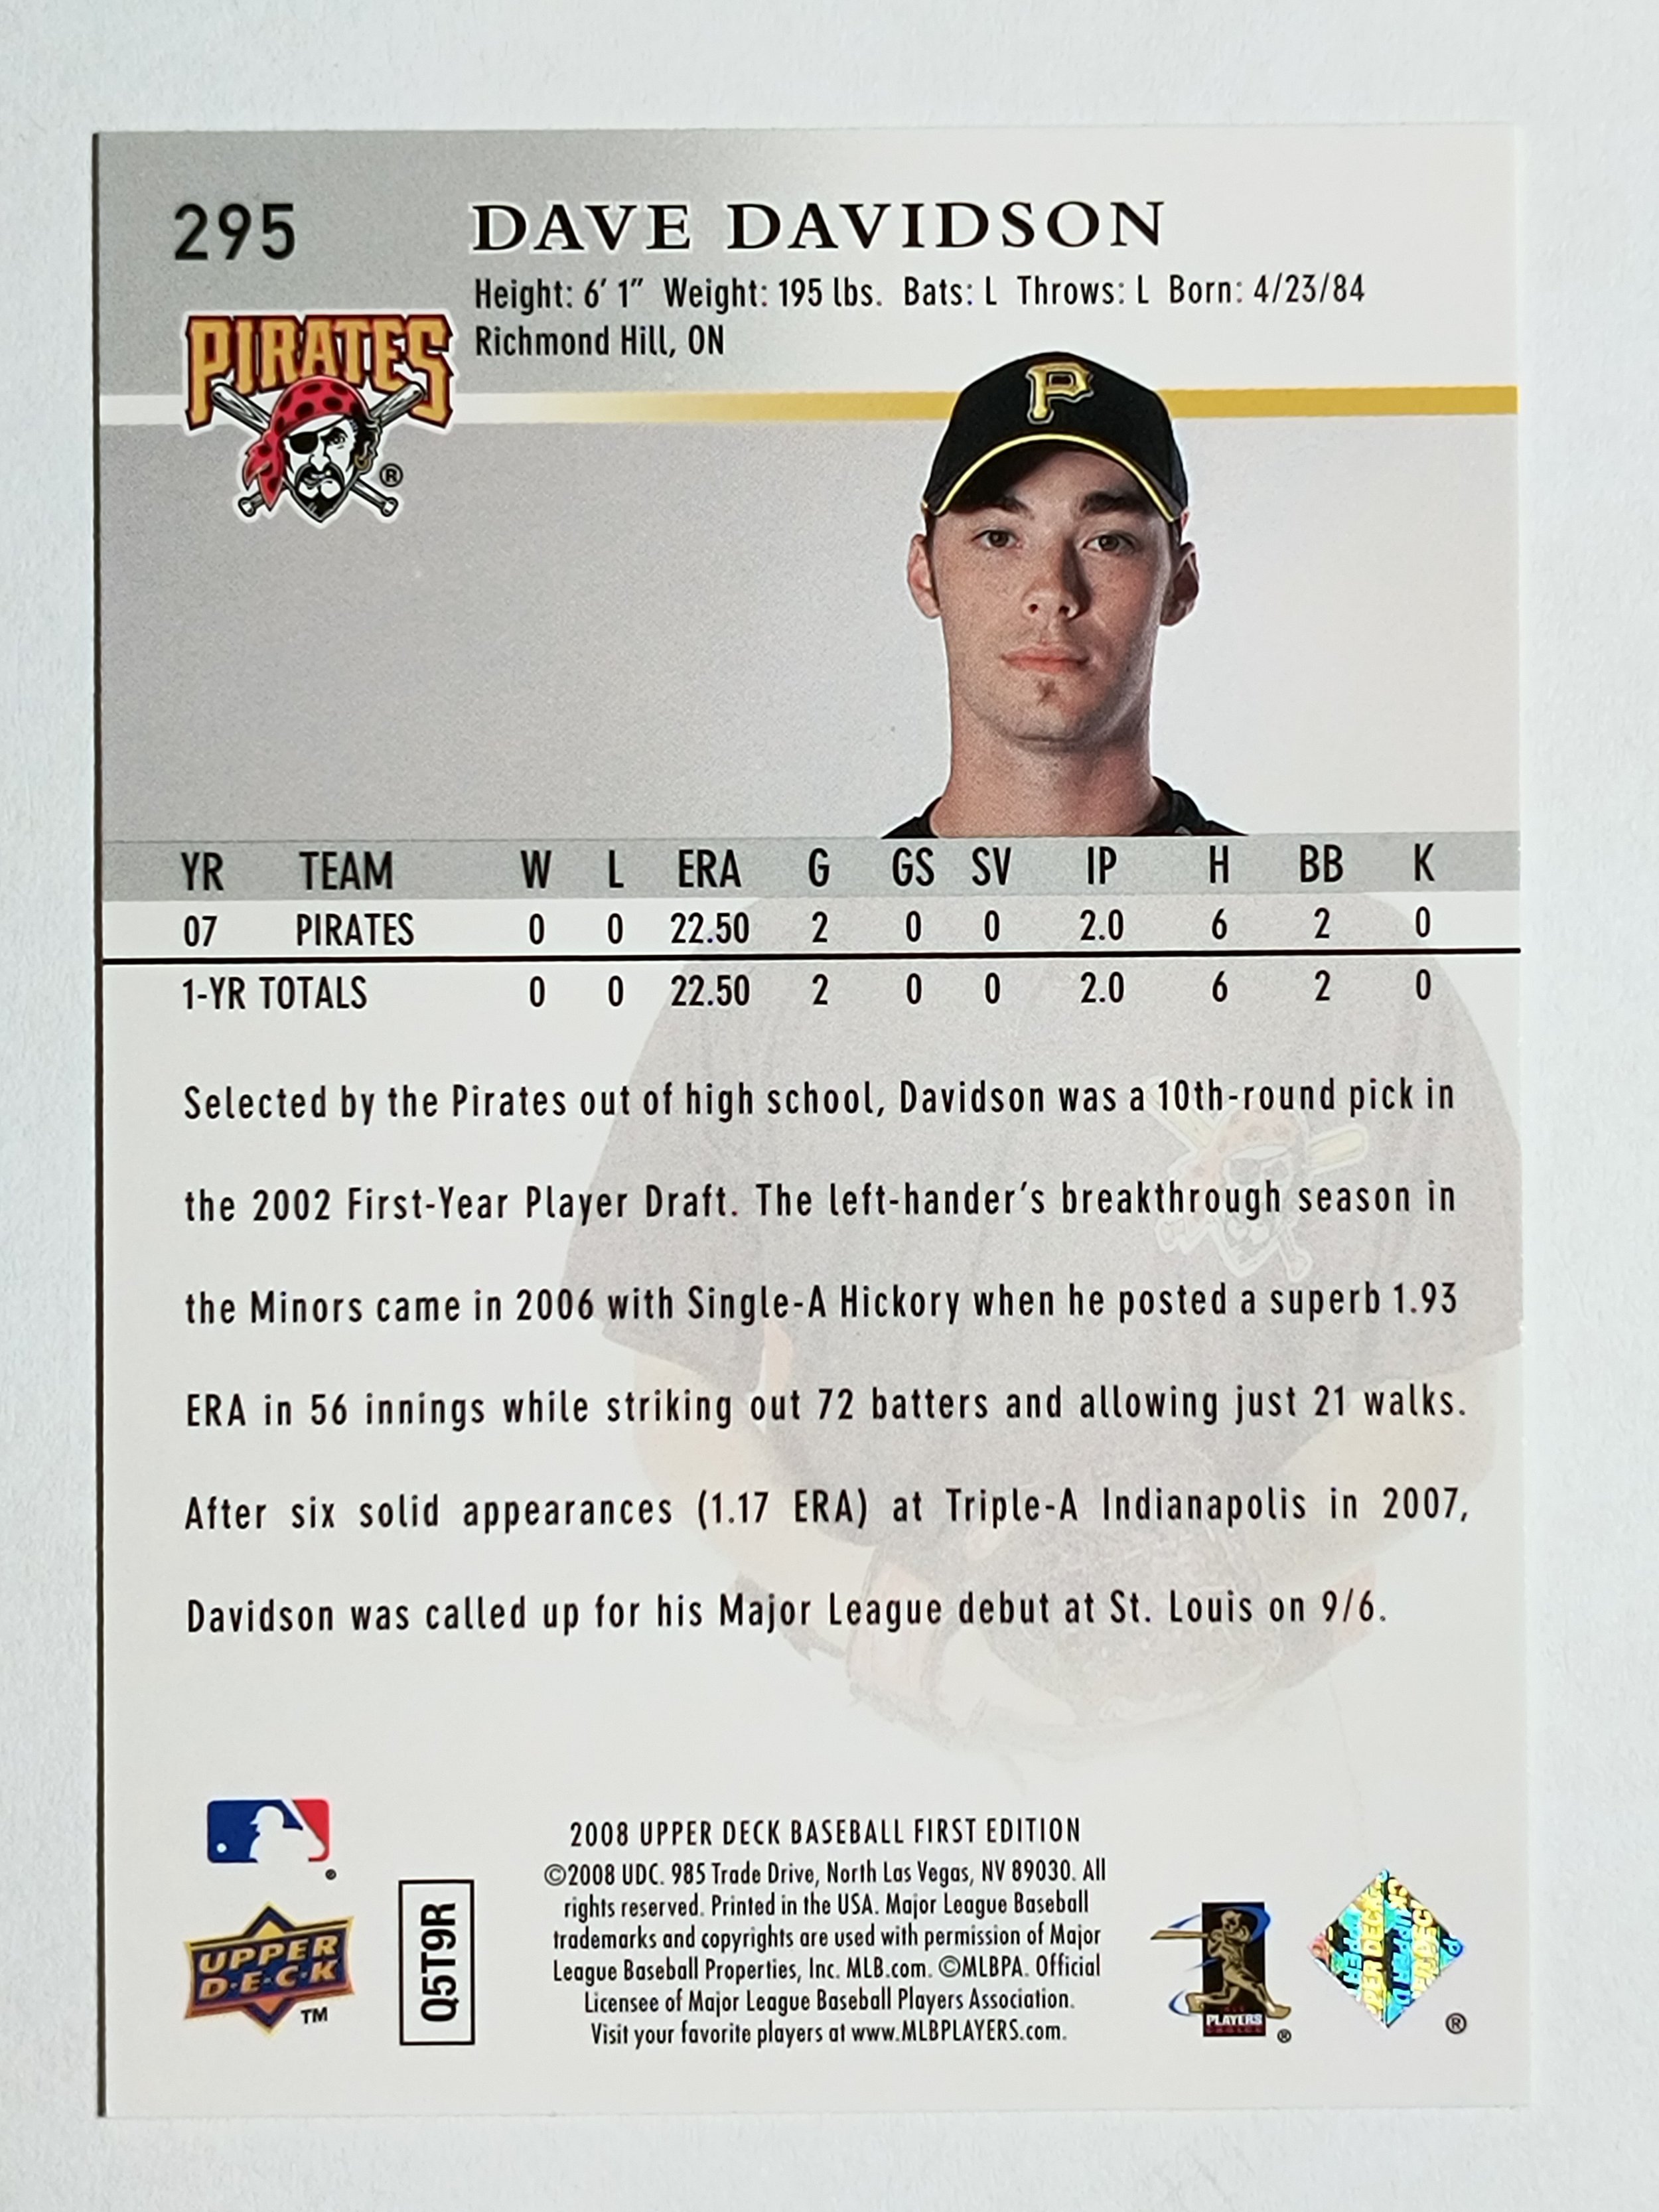 295
DAVE DAVIDSON
Height: 6' 1" Weight: 195 lbs. Bats: L Throws: L Born: 4/23/84
Richmond Hill, ON
PIRATES
®
P
YR TEAM W L ERA G GS SV IP H BB K
07 PIRATES 0 0 22.50 2 0 0 2.0 6 2 0
1-YR TOTALS 0 0 22.50 2 0 0 2.0 6 2 0
Selected by the Pirates out of high school, Davidson was a 10th-round pick in
the 2002 First-Year Player Draft. The left-hander's breakthrough season in
the Minors came in 2006 with Single-A Hickory when he posted a superb 1.93
ERA in 56 innings while striking out 72 batters and allowing just 21 walks.
After six solid appearances (1.17 ERA) at Triple-A Indianapolis in 2007,
Davidson was called up for his Major League debut at St. Louis on 9/6.
2008 UPPER DECK BASEBALL FIRST EDITION
©2008 UDC. 985 Trade Drive, North Las Vegas, NV 89030. All
rights reserved. Printed in the USA. Major League Baseball
trademarks and copyrights are used with permission of Major
League Baseball Properties, Inc. MLB.com. ©MLBPA. Official
Licensee of Major League Baseball Players Association.
Visit your favorite players at www.MLBPLAYERS.com.
®
UPPER
D·E·C·K
™
Q5T9R
PLAYERS
CHOICE
®
UPPER DECK
®